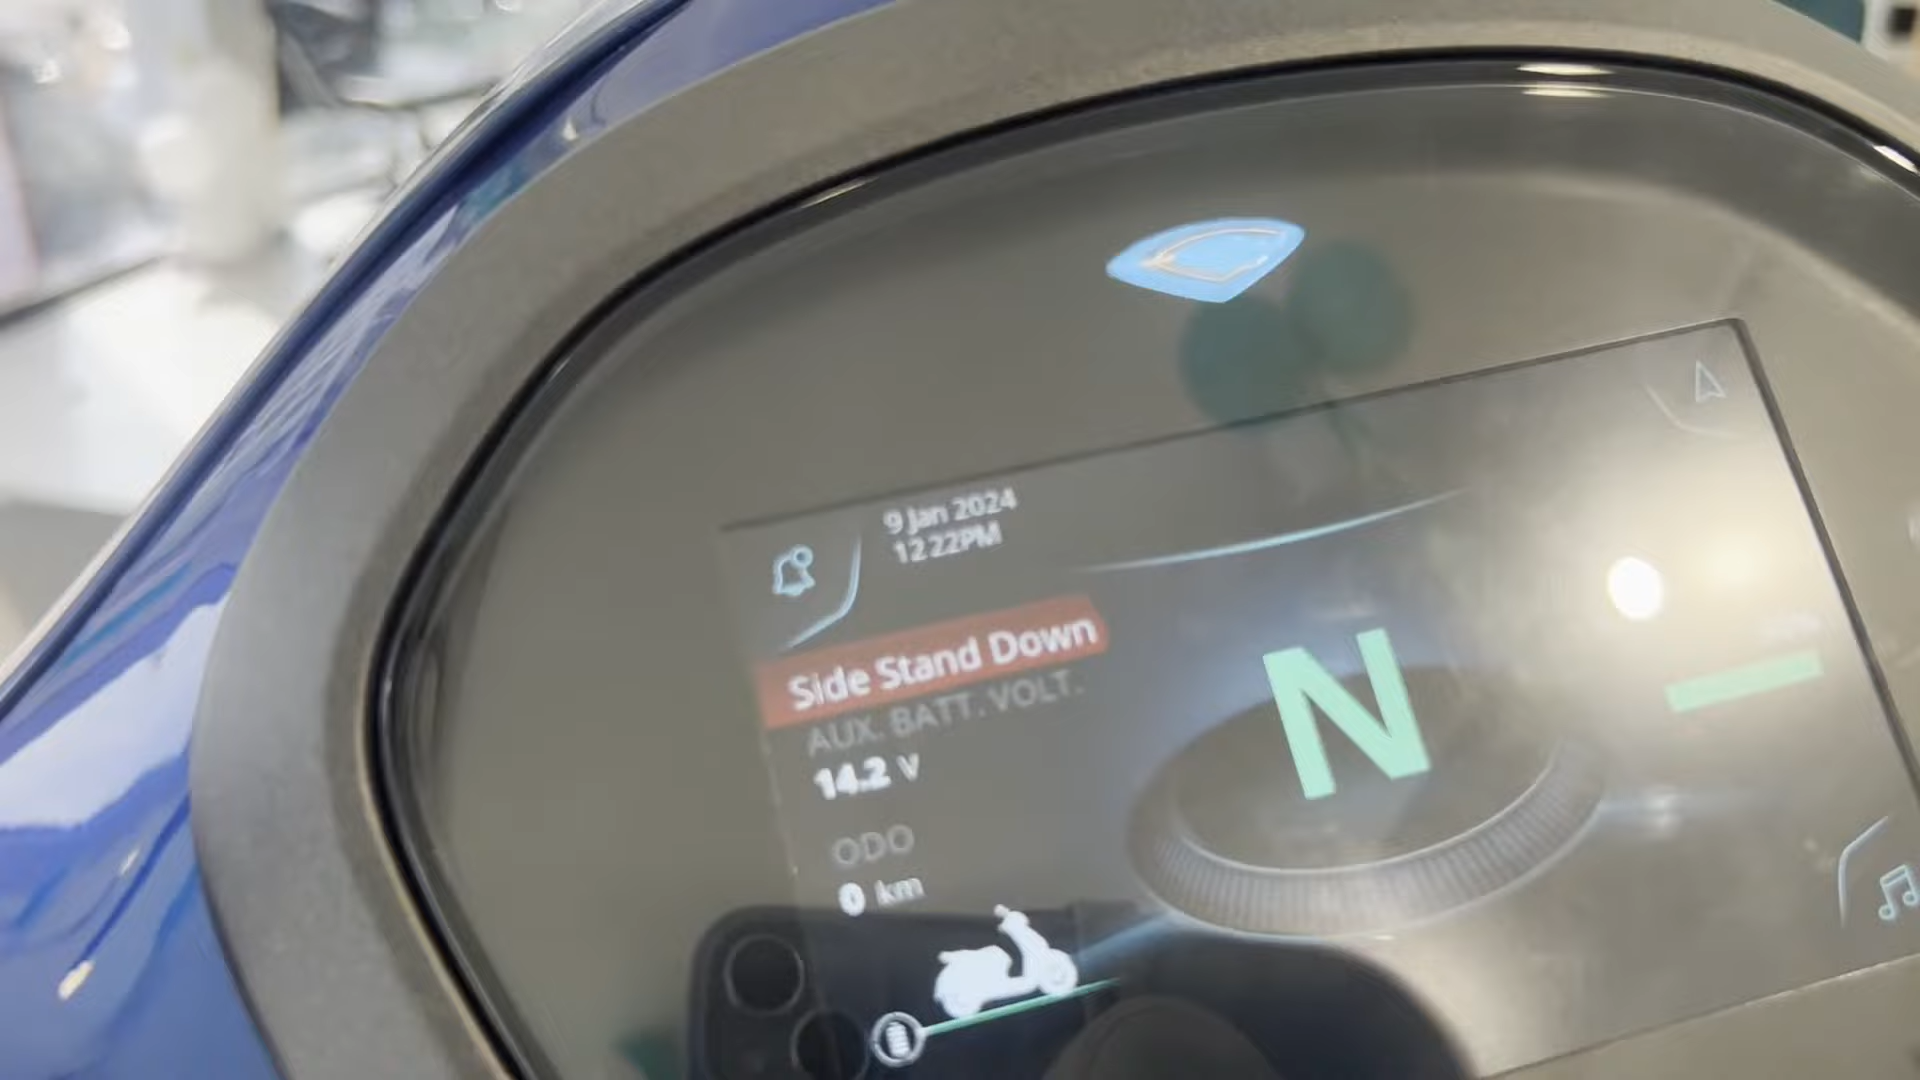 9 Jan 2024
12 22PM
Side Stand Down
AUX. BATT. VOLT.
14.2 V
N
ODO
0 km